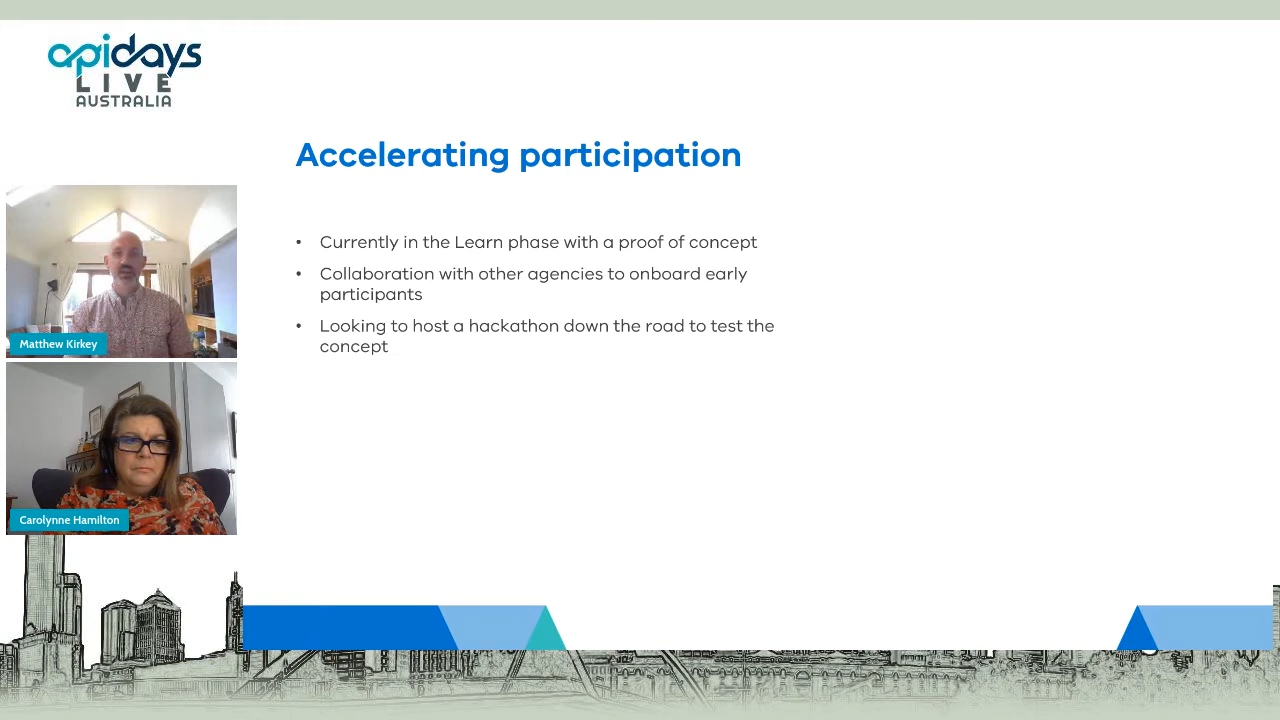 apidays
LIVE
AUSTRALIA
Accelerating participation
• Currently in the Learn phase with a proof of concept
• Collaboration with other agencies to onboard early
participants
• Looking to host a hackathon down the road to test the
concept
Matthew Kirkey
Carolynne Hamilton